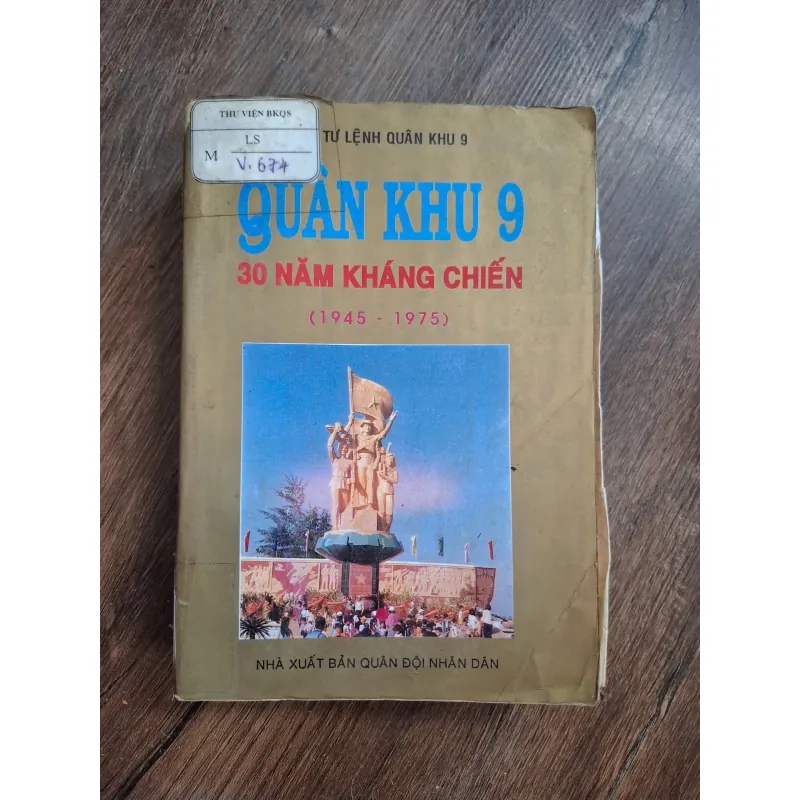 THƯ VIỆN BKQS
LS
M
V. 674
TƯ LỆNH QUÂN KHU 9
QUÂN KHU 9
30 NĂM KHÁNG CHIẾN
(1945 - 1975)
NHÀ XUẤT BẢN QUÂN ĐỘI NHÂN DÂN